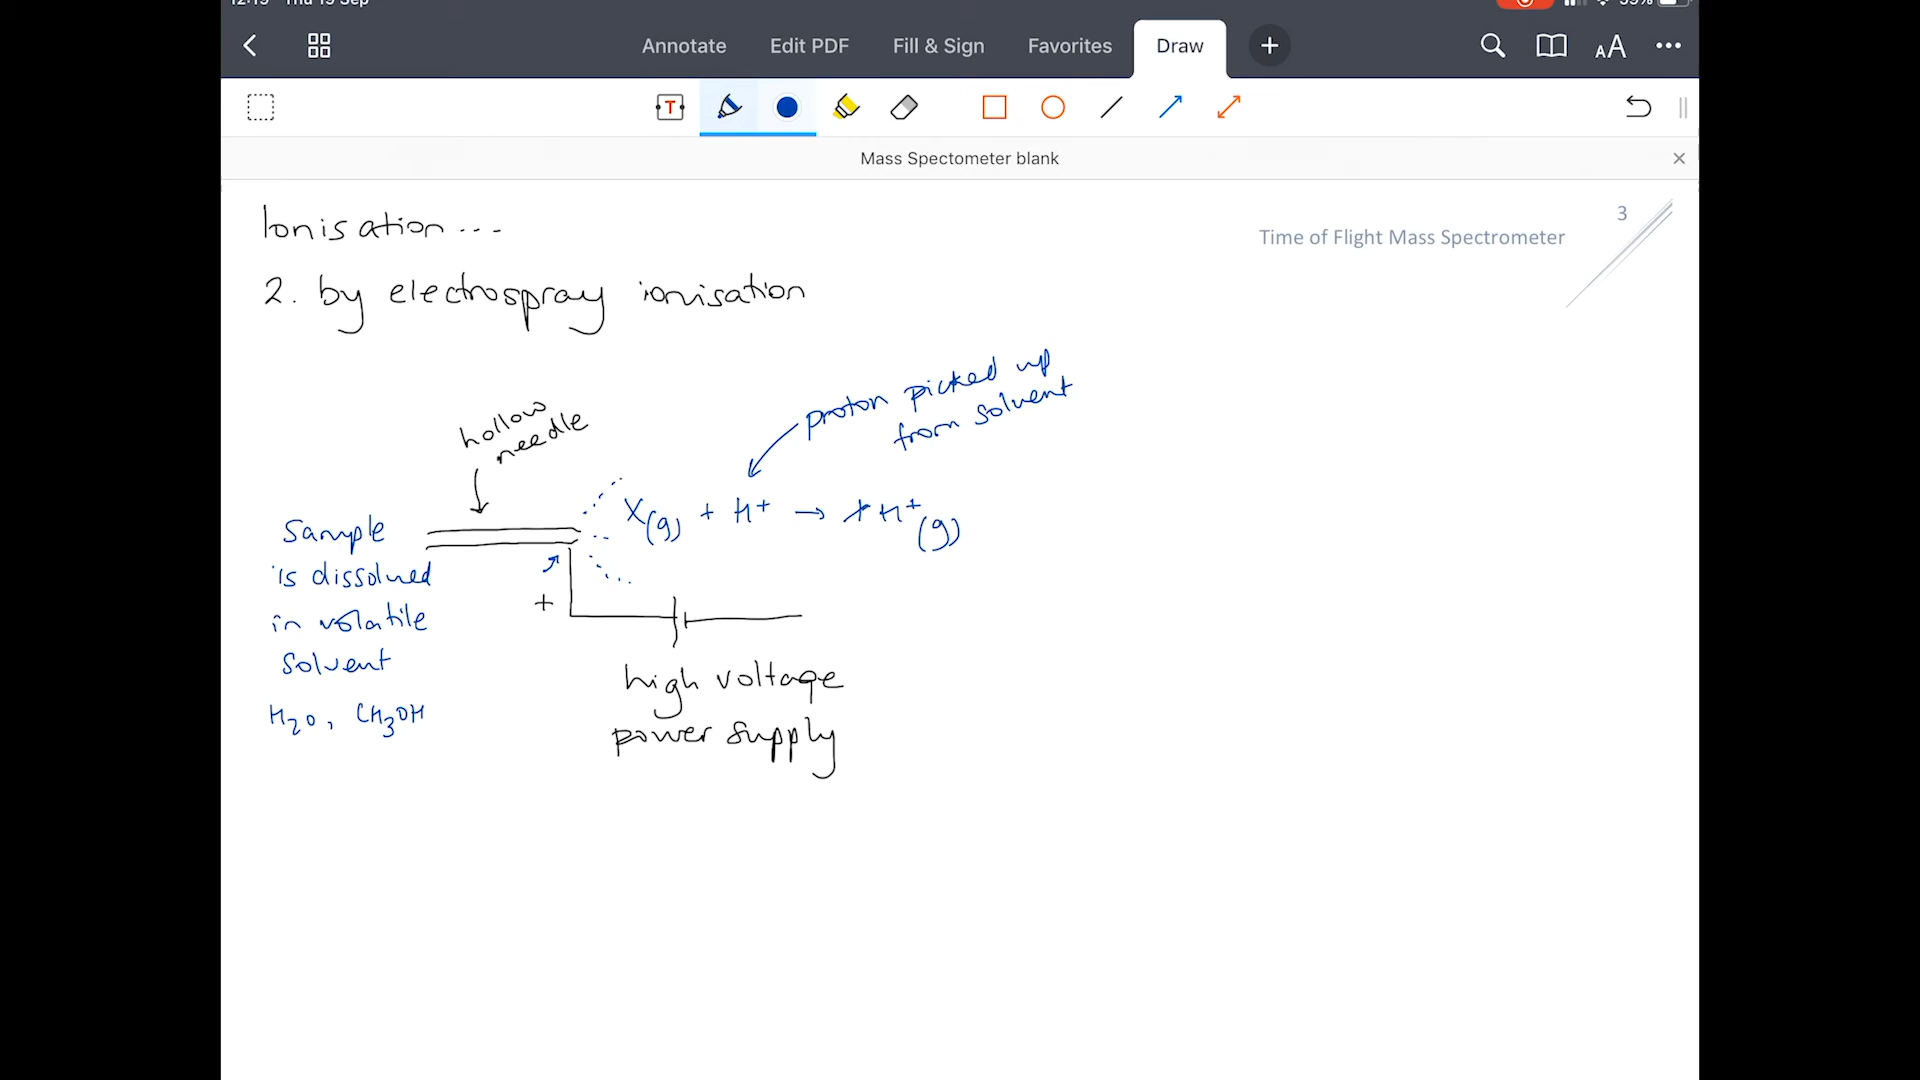 Annotate Edit PDF Fill & Sign Favorites Draw
Mass Spectometer blank
3
Time of Flight Mass Spectrometer
Ionisation ...
2. by electrospray ionisation
proton picked up
from solvent
hollow
needle
X(g) + H⁺ → XH⁺(g)
Sample
is dissolved
in volatile
solvent
H₂O, CH₃OH
+
high voltage
power supply